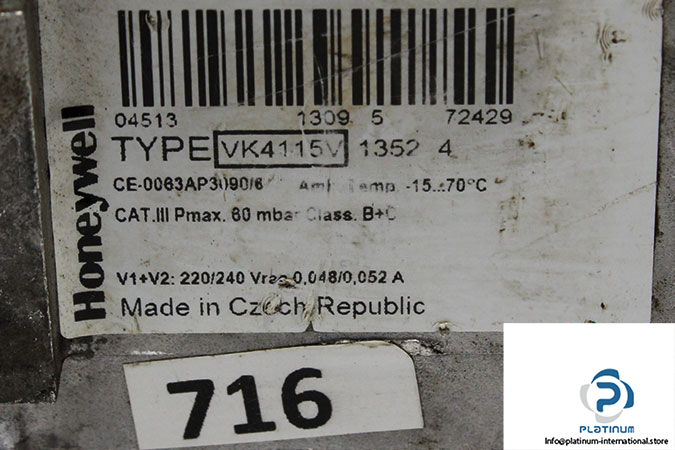 04513 1309 5 72429
TYPE VK4115V 1352 4
CE-0063AP3090/6 Amb. Temp. -15..+70°C
CAT.III Pmax. 60 mbar Class. B+C
V1+V2: 220/240 Vrac 0,048/0,052 A
Made in Czech Republic
Honeywell
716
PLATINUM
Info@platinum-international.store